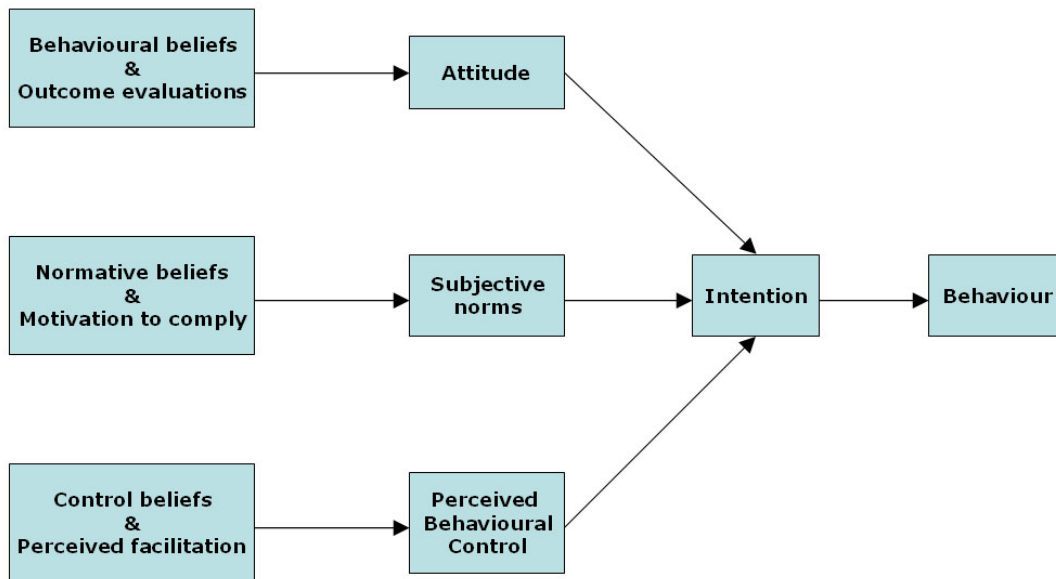 Behavioural beliefs
&
Outcome evaluations
Attitude
Normative beliefs
&
Motivation to comply
Subjective
norms
Intention
Behaviour
Control beliefs
&
Perceived facilitation
Perceived
Behavioural
Control